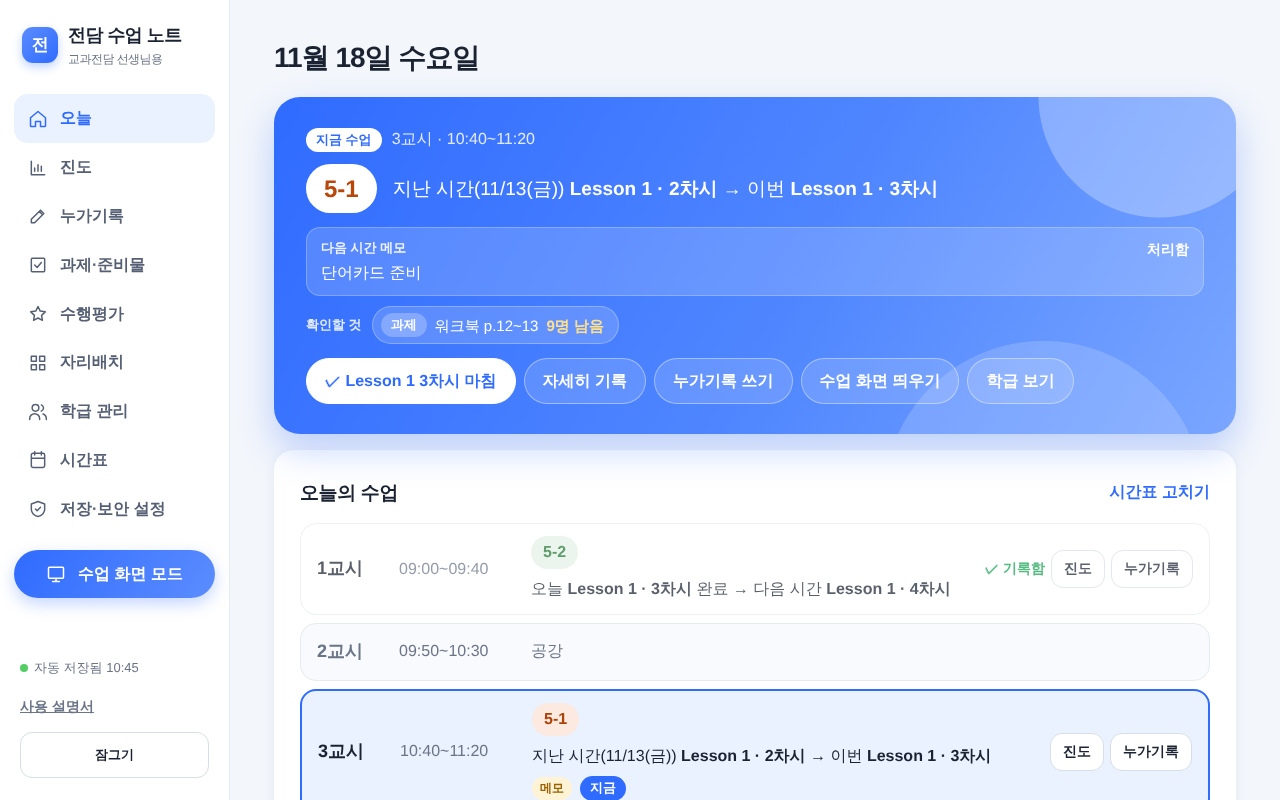 전
전담 수업 노트
교과전담 선생님용
오늘
진도
누가기록
과제·준비물
수행평가
자리배치
학급 관리
시간표
저장·보안 설정
수업 화면 모드
자동 저장됨 10:45
사용 설명서
잠그기
11월 18일 수요일
지금 수업 3교시 · 10:40~11:20
5-1 지난 시간(11/13(금)) Lesson 1 · 2차시 → 이번 Lesson 1 · 3차시
다음 시간 메모 처리함
단어카드 준비
확인할 것 과제 워크북 p.12~13 9명 남음
✓ Lesson 1 3차시 마침 자세히 기록 누가기록 쓰기 수업 화면 띄우기 학급 보기
오늘의 수업 시간표 고치기
5-2
1교시 09:00~09:40 ✓ 기록함 진도 누가기록
오늘 Lesson 1 · 3차시 완료 → 다음 시간 Lesson 1 · 4차시
2교시 09:50~10:30 공강
5-1
3교시 10:40~11:20 지난 시간(11/13(금)) Lesson 1 · 2차시 → 이번 Lesson 1 · 3차시 진도 누가기록
메모 지금